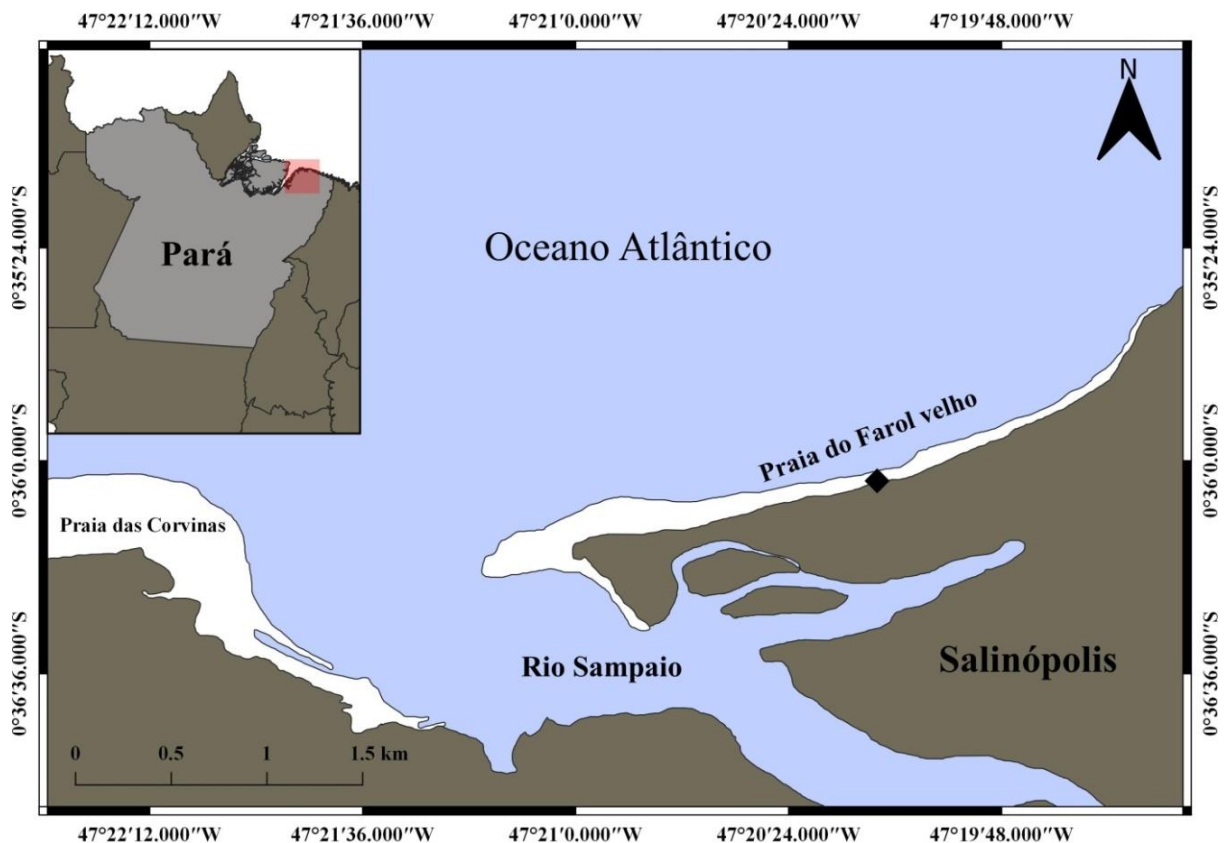 47°22′12.000″W 47°21′36.000″W 47°21′0.000″W 47°20′24.000″W 47°19′48.000″W
N
Pará
Oceano Atlântico
0°35′24.000″S 0°35′24.000″S
Praia do Farol velho
0°36′0.000″S 0°36′0.000″S
Praia das Corvinas
Rio Sampaio
Salinópolis
0°36′36.000″S 0°36′36.000″S
0 0.5 1 1.5 km
47°22′12.000″W 47°21′36.000″W 47°21′0.000″W 47°20′24.000″W 47°19′48.000″W